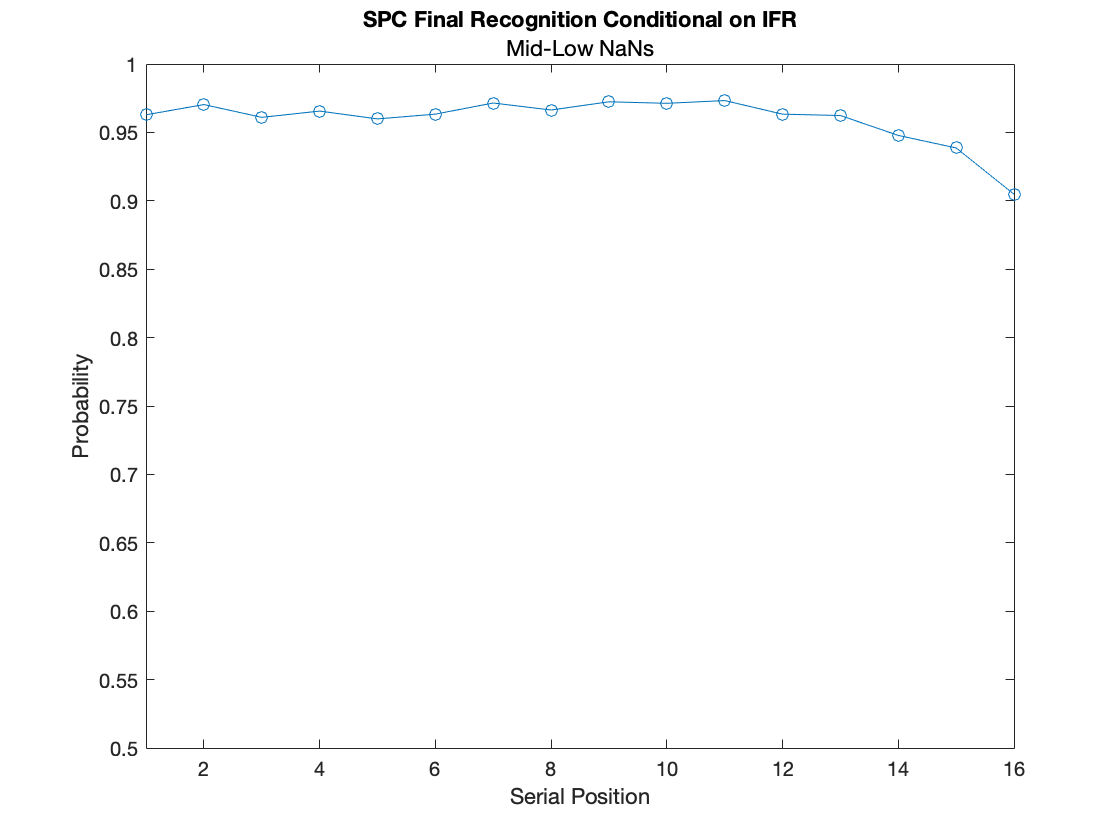 SPC Final Recognition Conditional on IFR
Mid-Low NaNs
1
0.95
0.9
0.85
0.8
0.75
0.7
0.65
0.6
0.55
0.5
Probability
2 4 6 8 10 12 14 16
Serial Position